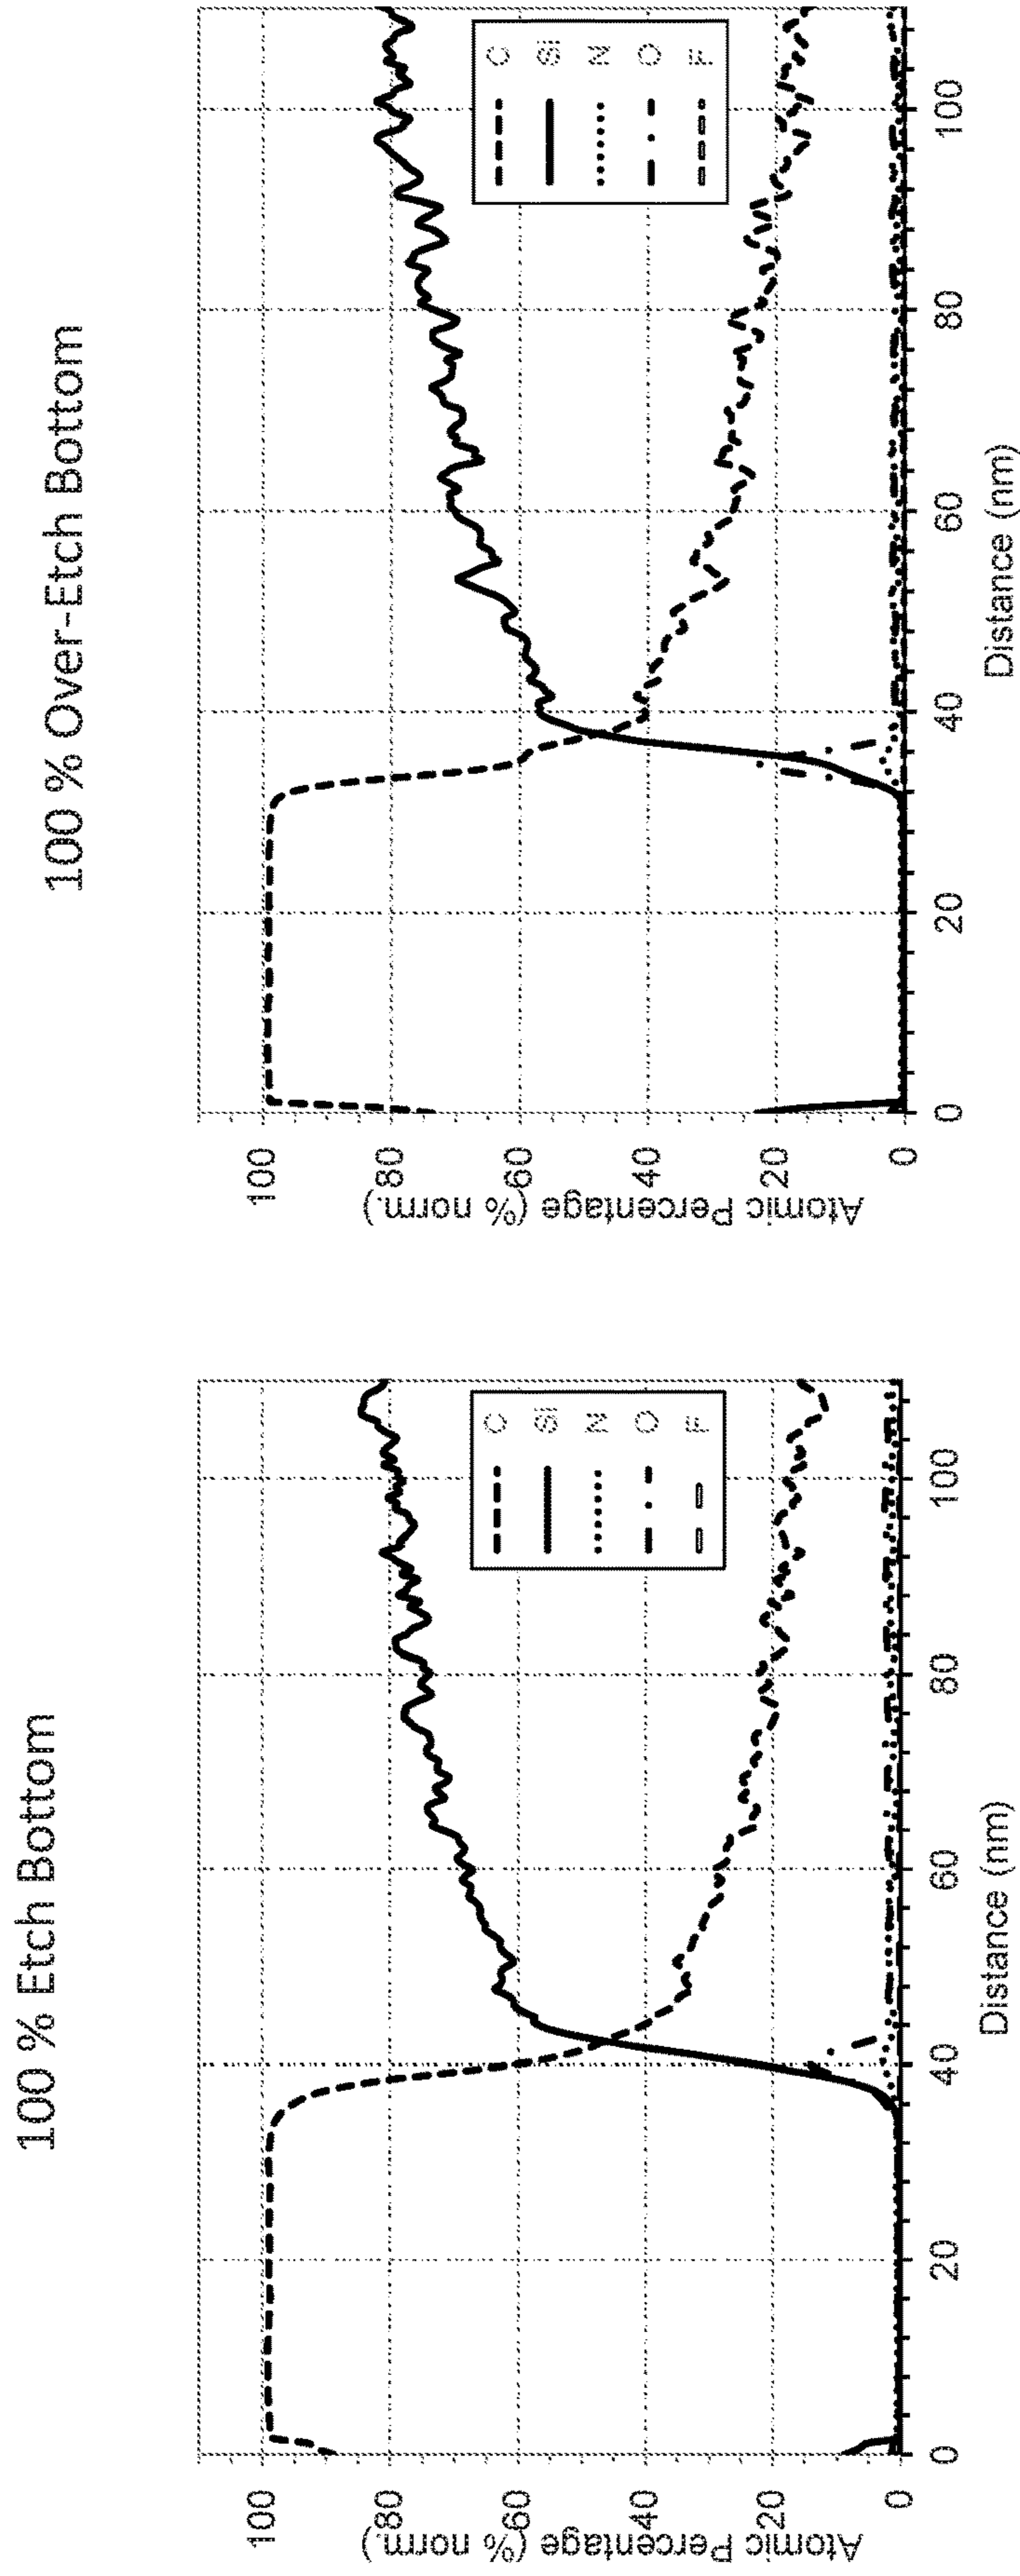 100 % Etch Bottom
Atomic Percentage (% norm.)
100
80
60
40
20
0
C
Si
N
O
F
0
20
40
60
80
100
Distance (nm)
100 % Over-Etch Bottom
Atomic Percentage (% norm.)
100
80
60
40
20
0
C
Si
N
O
F
0
20
40
60
80
100
Distance (nm)